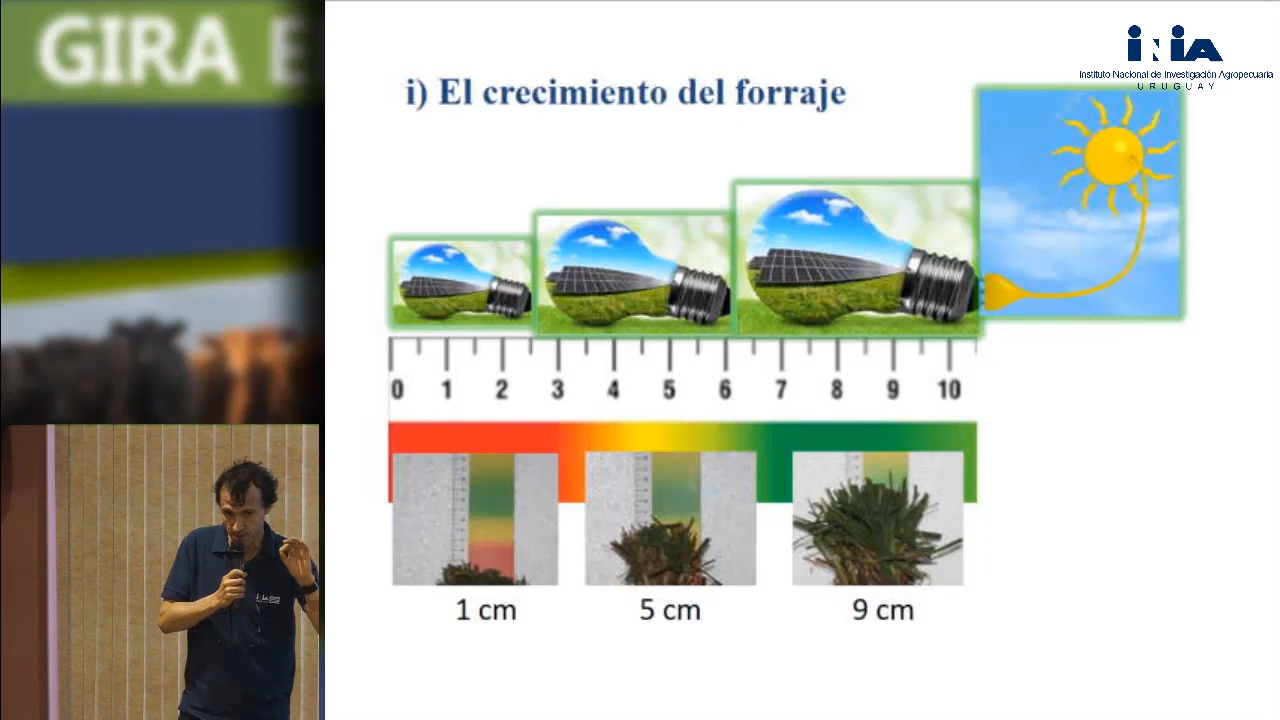 GIRA E
INIA
Instituto Nacional de Investigación Agropecuaria
URUGUAY
i) El crecimiento del forraje
0 1 2 3 4 5 6 7 8 9 10
1 cm 5 cm 9 cm